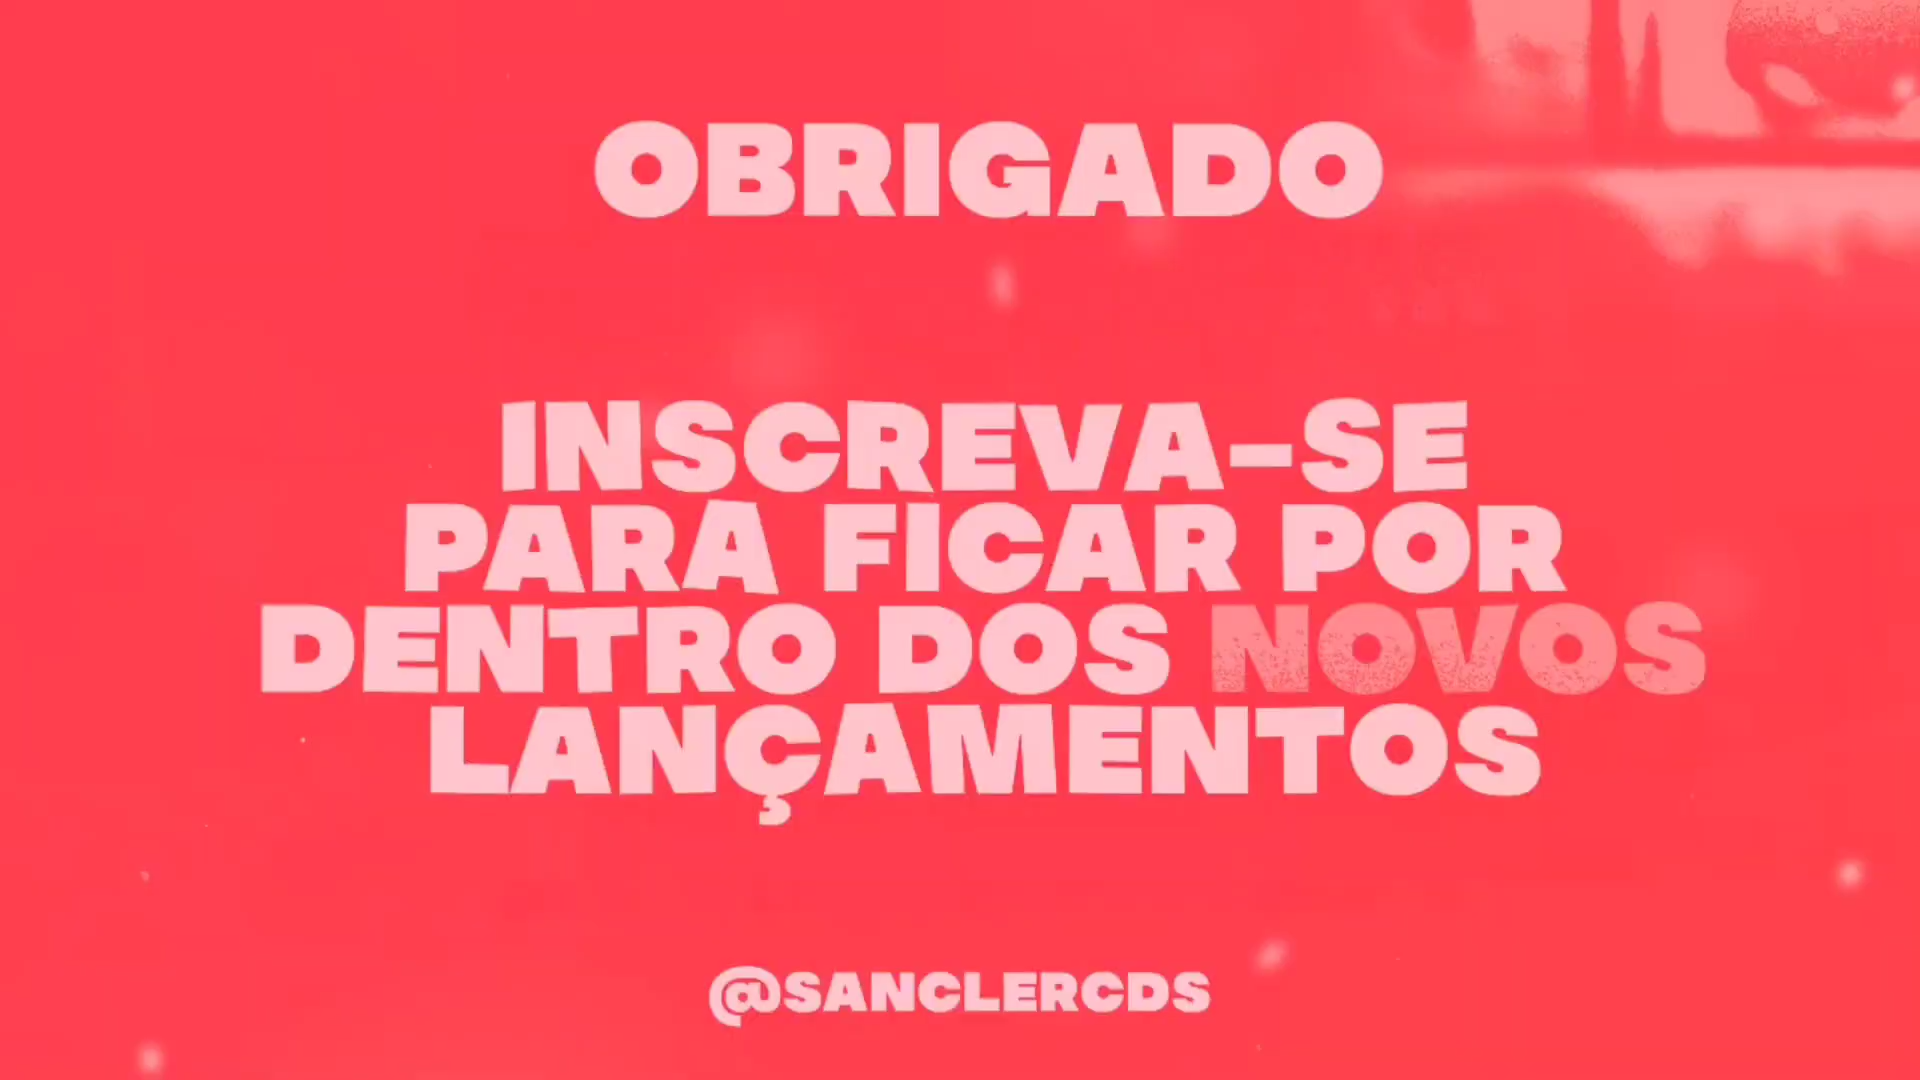 OBRIGADO
INSCREVA-SE
PARA FICAR POR
DENTRO DOS NOVOS
LANÇAMENTOS
@SANCLERCDS